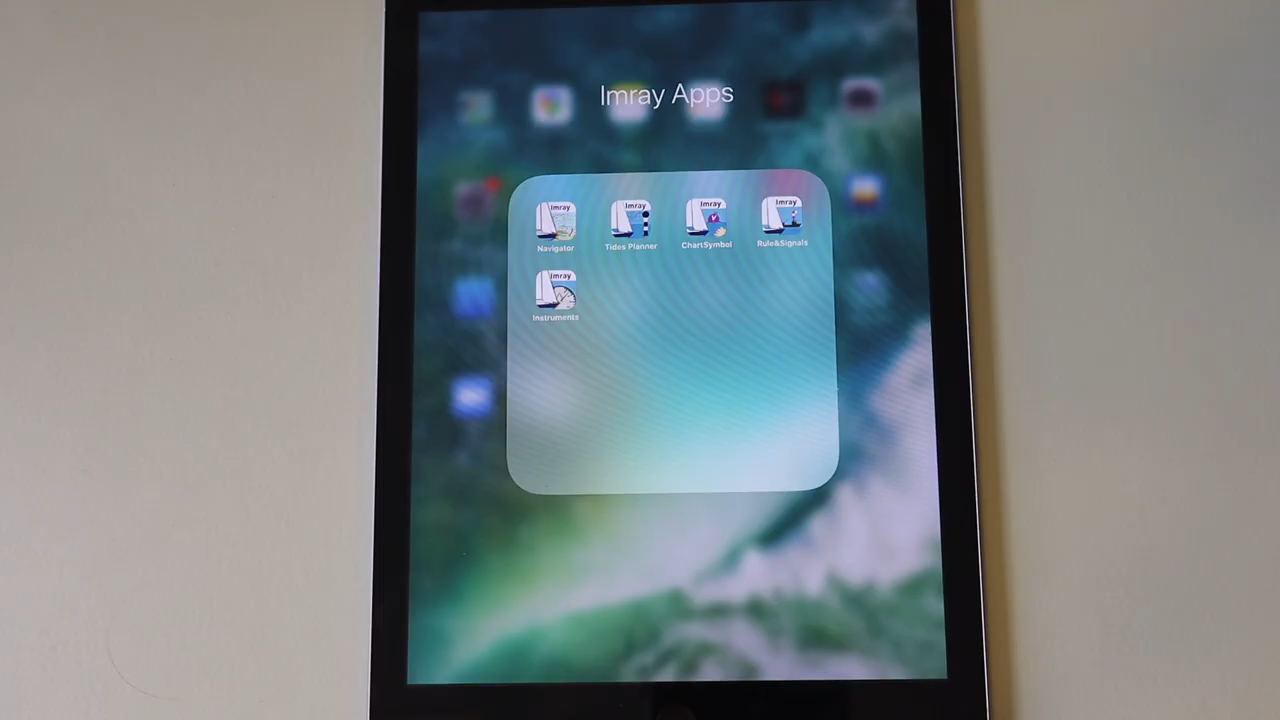 Imray Apps
Imray Imray Imray Imray
Navigator Tides Planner ChartSymbol Rule&Signals
Imray
Instruments